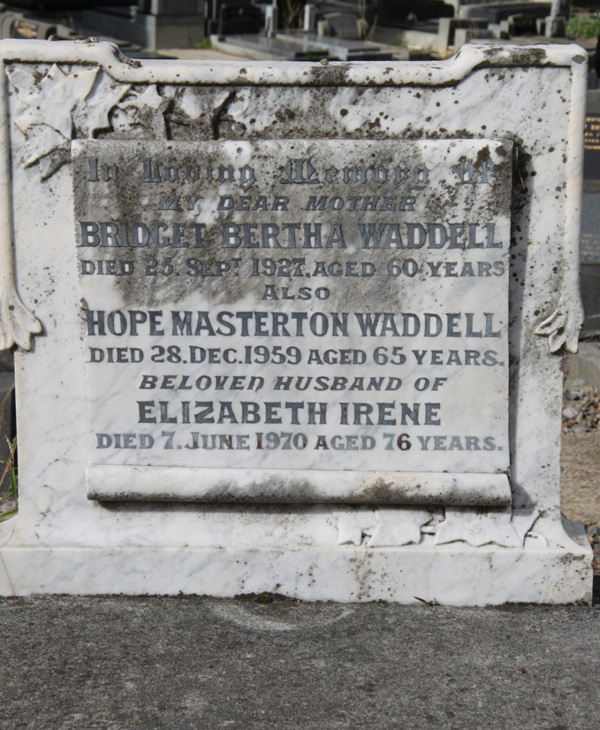 In Loving Memory of
MY DEAR MOTHER
BRIDGET BERTHA WADDELL
DIED 25. SEPT. 1927. AGED 60 YEARS
ALSO
HOPE MASTERTON WADDELL
DIED 28. DEC. 1959 AGED 65 YEARS.
BELOVED HUSBAND OF
ELIZABETH IRENE
DIED 7. JUNE 1970 AGED 76 YEARS.